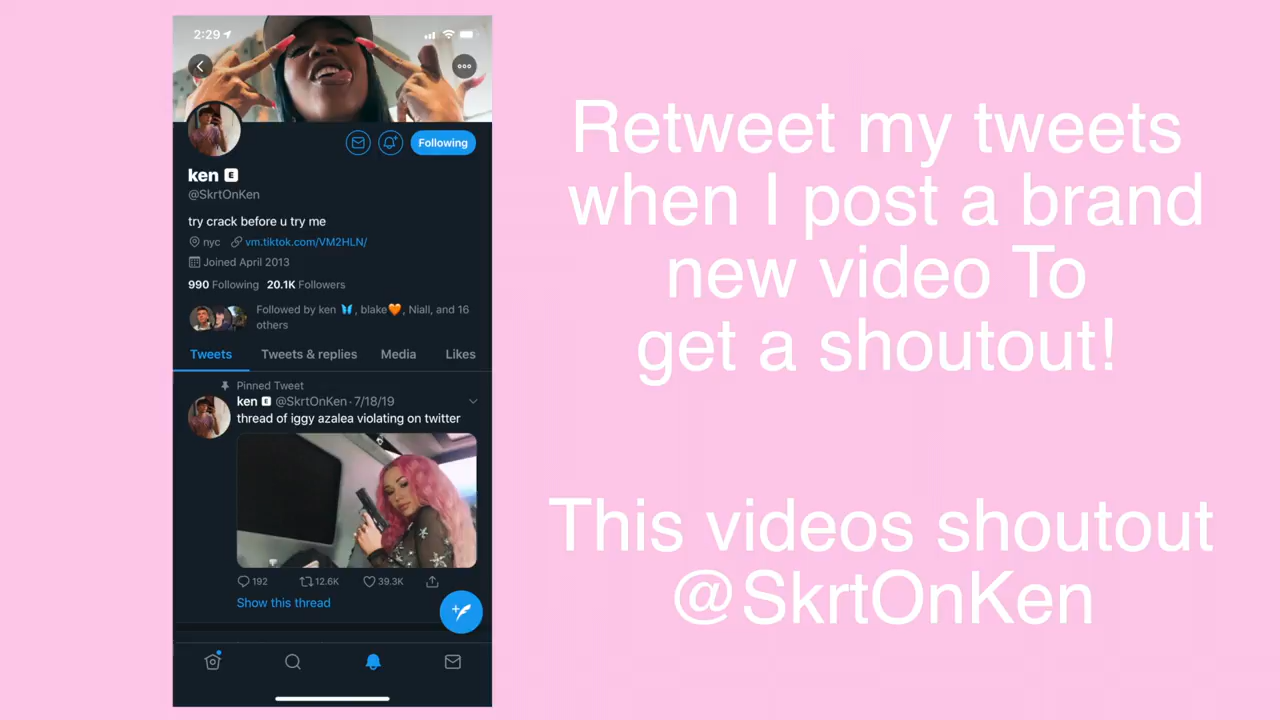 2:29
Following
ken E
@SkrtOnKen
try crack before u try me
nyc vm.tiktok.com/VM2HLN/
Joined April 2013
990 Following 20.1K Followers
Followed by ken 🦋, blake🧡, Niall, and 16
others
Tweets Tweets & replies Media Likes
Pinned Tweet
ken E @SkrtOnKen · 7/18/19
thread of iggy azalea violating on twitter
192 12.6K 39.3K
Show this thread
Retweet my tweets
when I post a brand
new video To
get a shoutout!
This videos shoutout
@SkrtOnKen